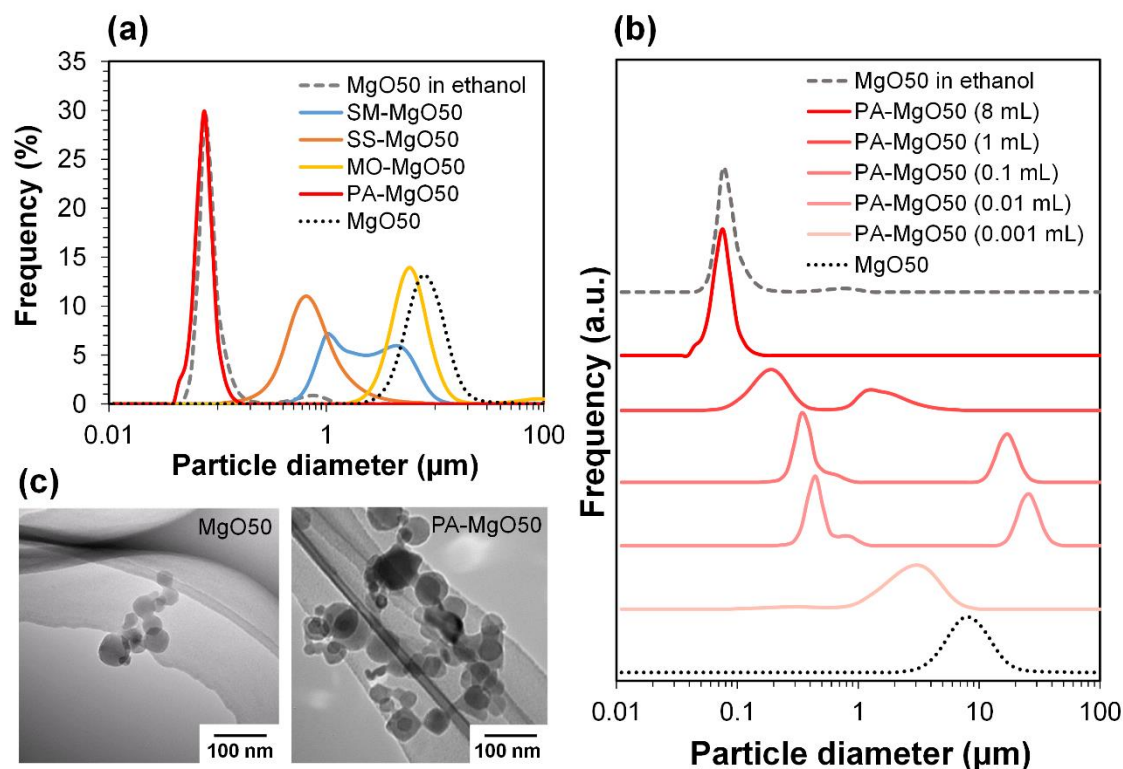 (a)
35
30
25
20
15
10
5
0
Frequency (%)
MgO50 in ethanol
SM-MgO50
SS-MgO50
MO-MgO50
PA-MgO50
MgO50
0.01
1
100
Particle diameter (µm)
(b)
MgO50 in ethanol
PA-MgO50 (8 mL)
PA-MgO50 (1 mL)
PA-MgO50 (0.1 mL)
PA-MgO50 (0.01 mL)
PA-MgO50 (0.001 mL)
MgO50
Frequency (a.u.)
0.01
0.1
1
10
100
Particle diameter (µm)
(c)
MgO50
100 nm
PA-MgO50
100 nm